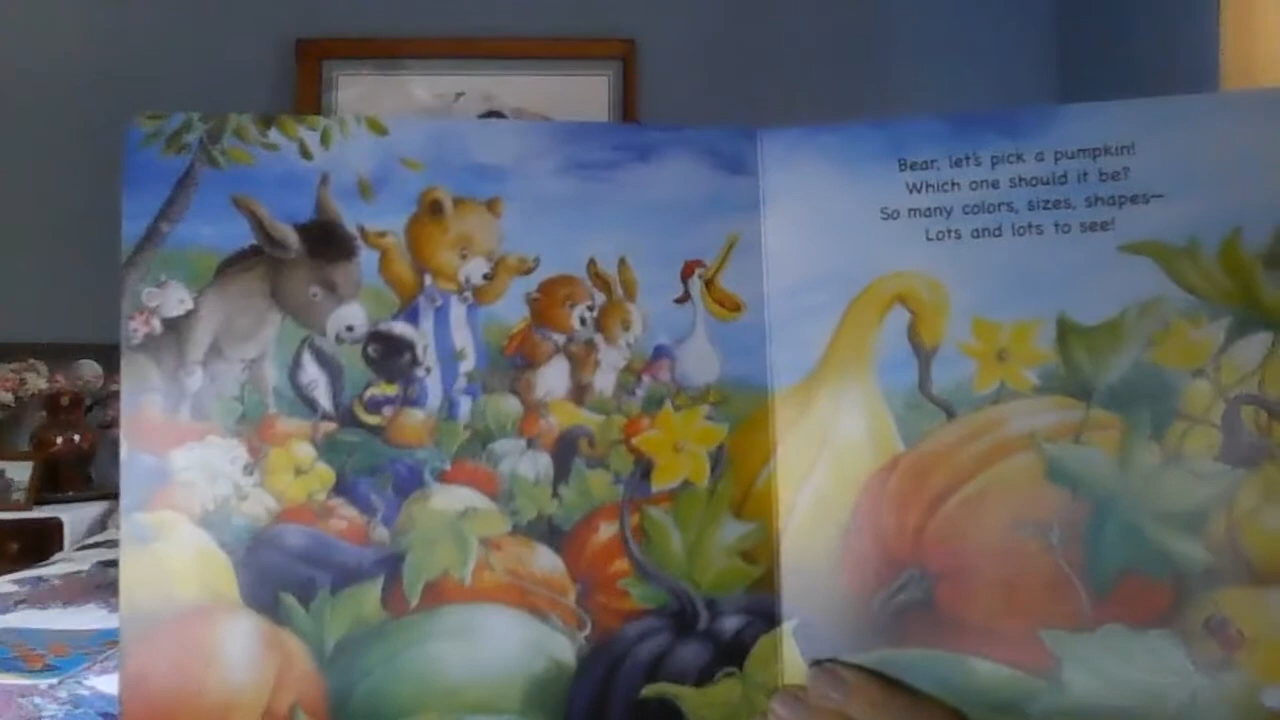 Bear, let's pick a pumpkin!
Which one should it be?
So many colors, sizes, shapes—
Lots and lots to see!